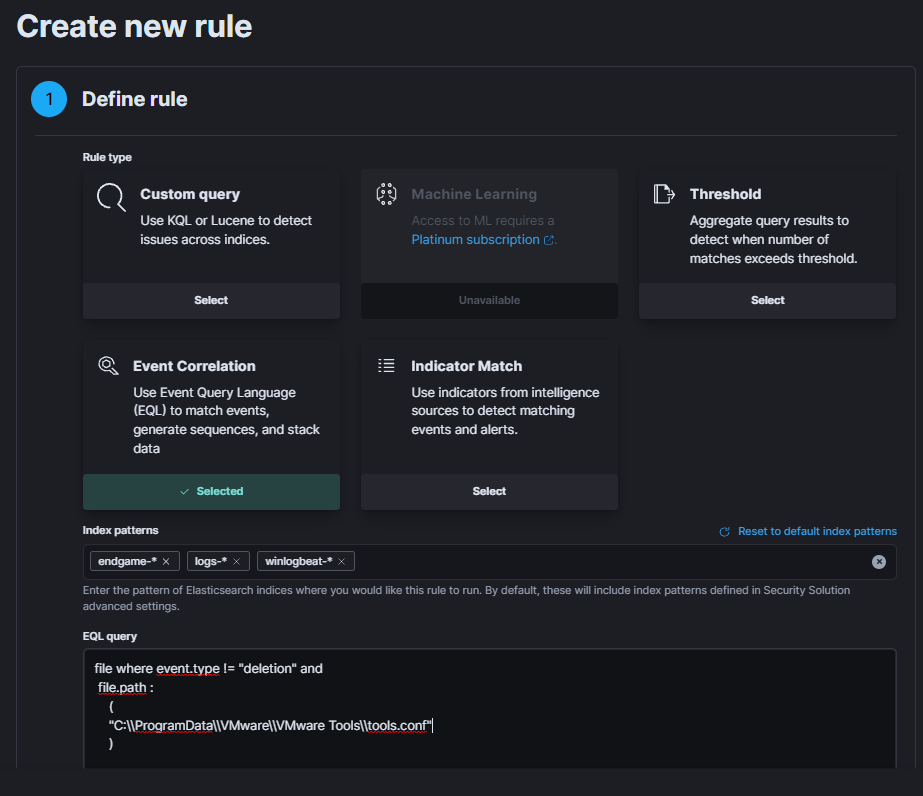 Create new rule
1 Define rule
Rule type
Custom query
Use KQL or Lucene to detect
issues across indices.
Select
Machine Learning
Access to ML requires a
Platinum subscription.
Unavailable
Threshold
Aggregate query results to
detect when number of
matches exceeds threshold.
Select
Event Correlation
Use Event Query Language
(EQL) to match events,
generate sequences, and stack
data
Selected
Indicator Match
Use indicators from intelligence
sources to detect matching
events and alerts.
Select
Index patterns
Reset to default index patterns
endgame-* logs-* winlogbeat-*
Enter the pattern of Elasticsearch indices where you would like this rule to run. By default, these will include index patterns defined in Security Solution
advanced settings.
EQL query
file where event.type != "deletion" and
file.path :
(
"C:\\ProgramData\\VMware\\VMware Tools\\tools.conf"
)